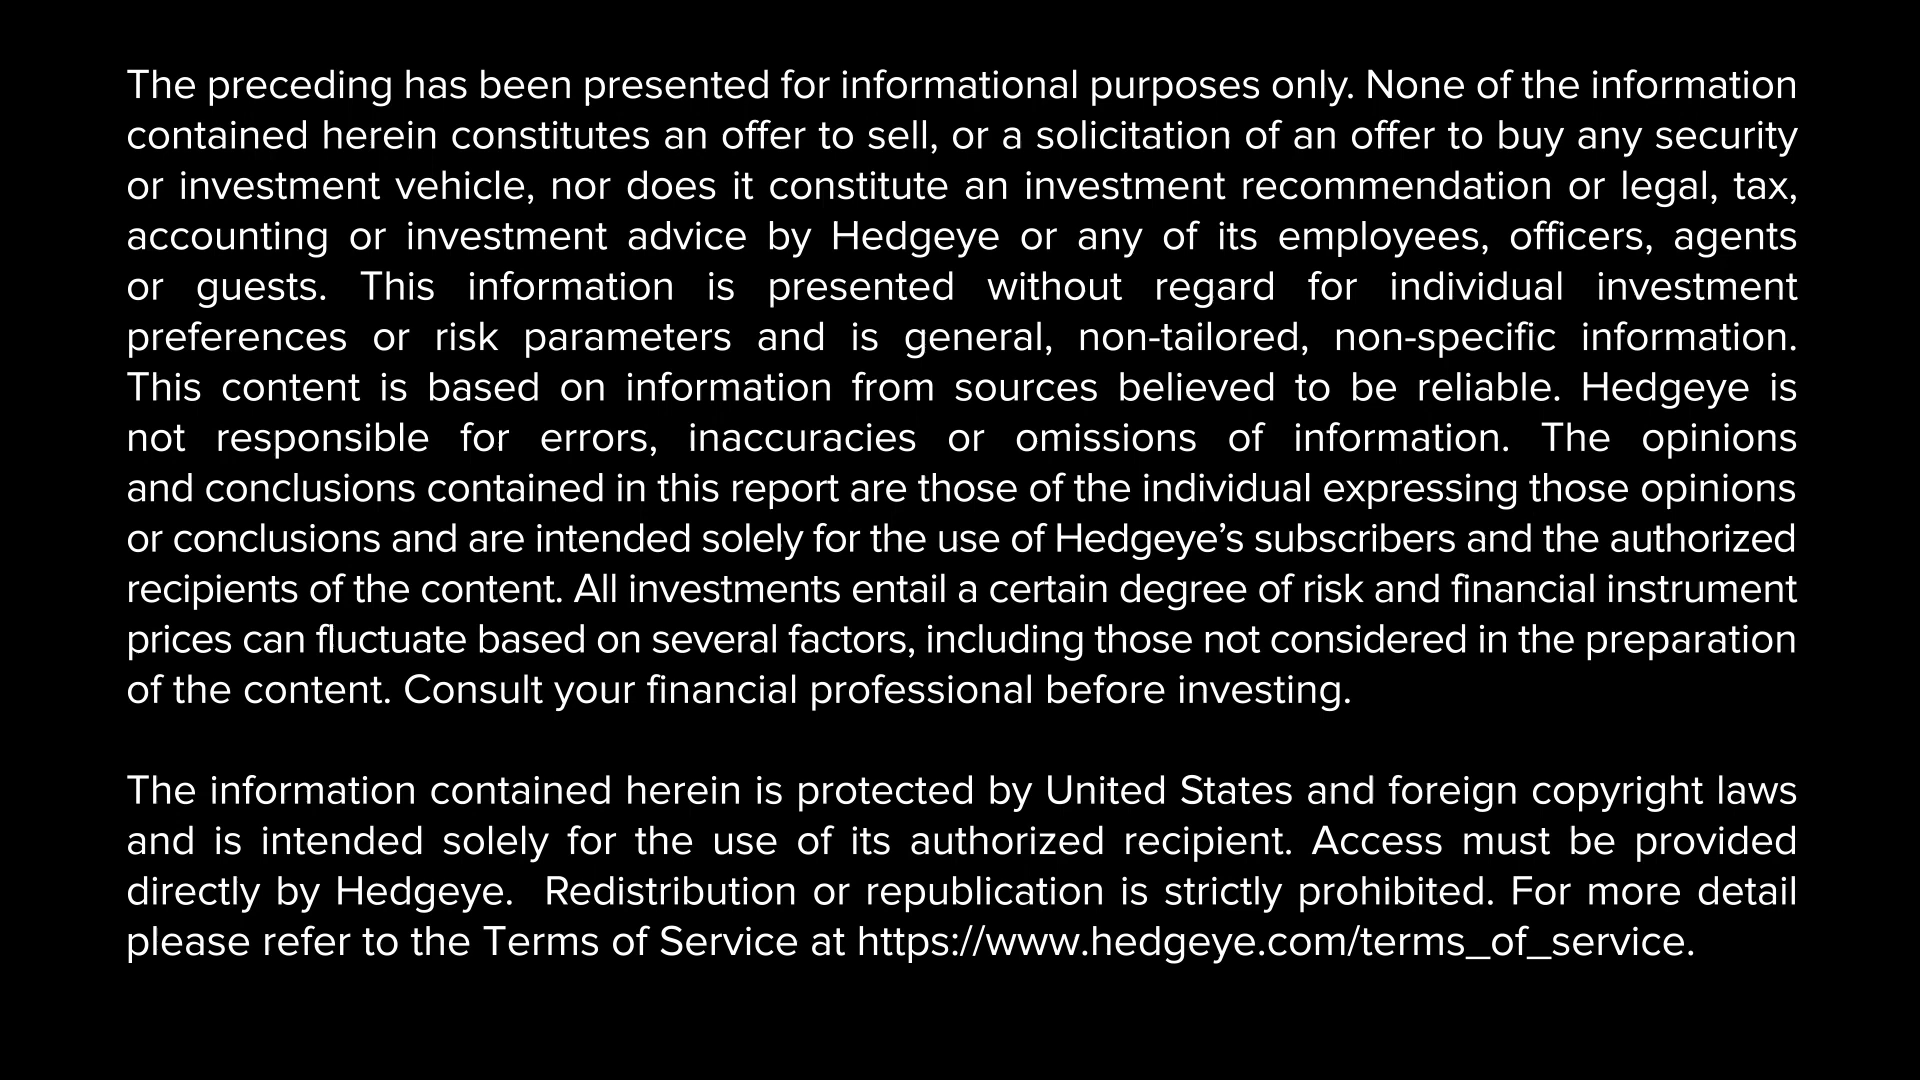 The preceding has been presented for informational purposes only. None of the information
contained herein constitutes an offer to sell, or a solicitation of an offer to buy any security
or investment vehicle, nor does it constitute an investment recommendation or legal, tax,
accounting or investment advice by Hedgeye or any of its employees, officers, agents
or guests. This information is presented without regard for individual investment
preferences or risk parameters and is general, non-tailored, non-specific information.
This content is based on information from sources believed to be reliable. Hedgeye is
not responsible for errors, inaccuracies or omissions of information. The opinions
and conclusions contained in this report are those of the individual expressing those opinions
or conclusions and are intended solely for the use of Hedgeye’s subscribers and the authorized
recipients of the content. All investments entail a certain degree of risk and financial instrument
prices can fluctuate based on several factors, including those not considered in the preparation
of the content. Consult your financial professional before investing.

The information contained herein is protected by United States and foreign copyright laws
and is intended solely for the use of its authorized recipient. Access must be provided
directly by Hedgeye.  Redistribution or republication is strictly prohibited. For more detail
please refer to the Terms of Service at https://www.hedgeye.com/terms_of_service.